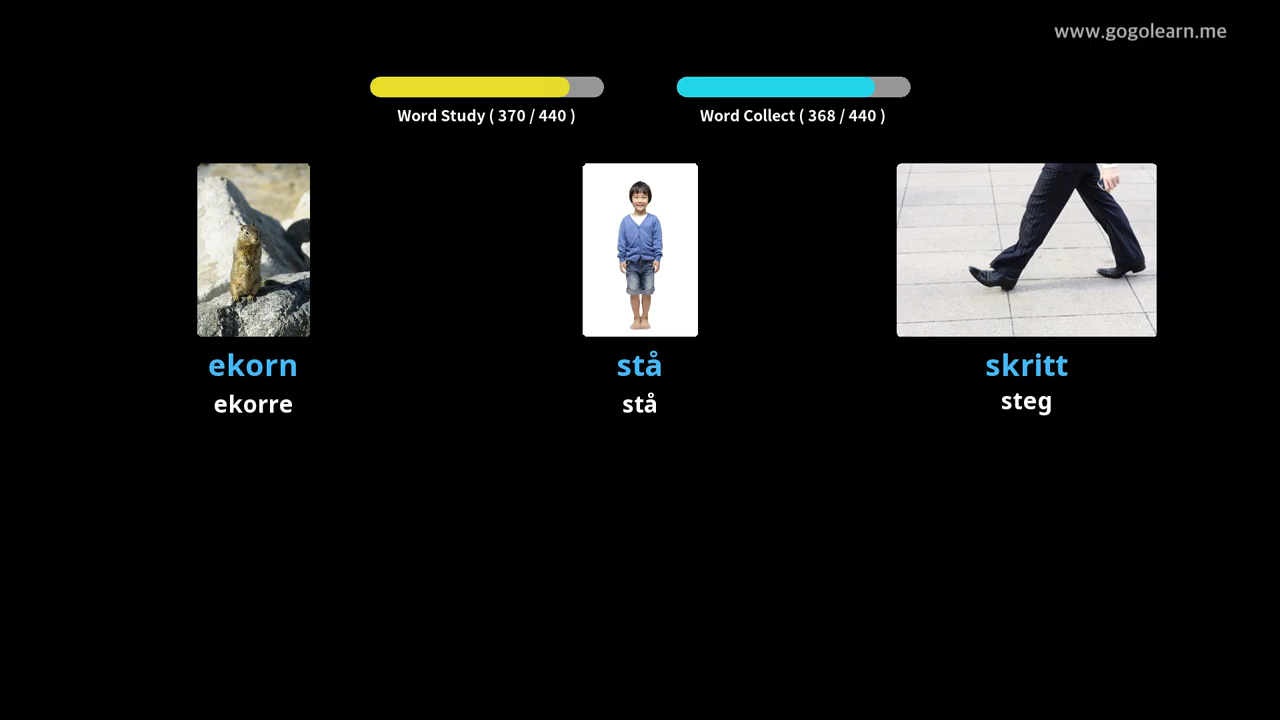 www.gogolearn.me
Word Study ( 370 / 440 )
Word Collect ( 368 / 440 )
ekorn
ekorre
stå
stå
skritt
steg